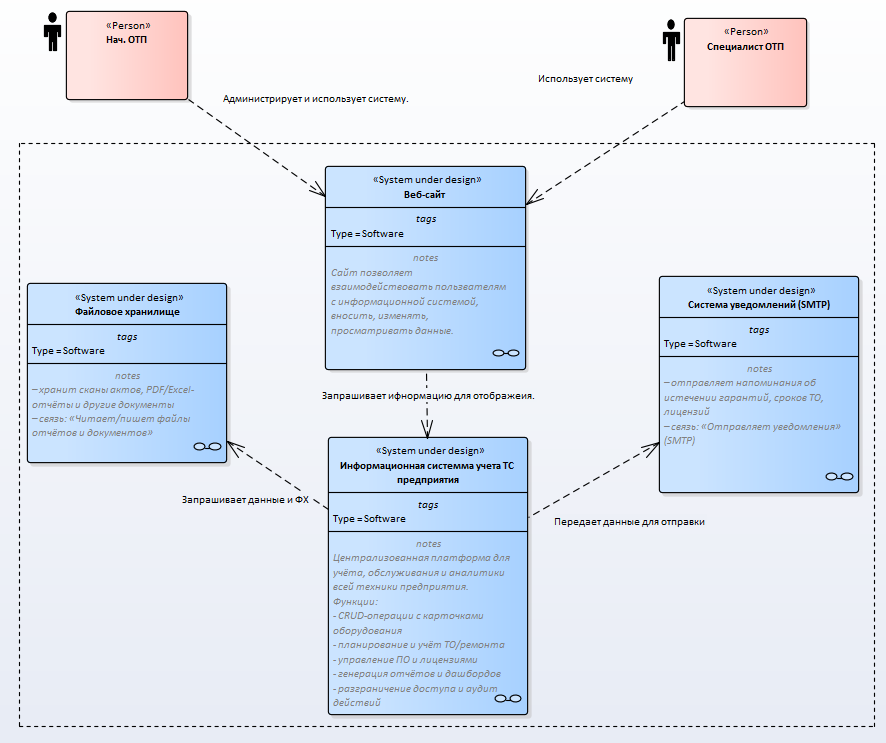 «Person»
Нач. ОТП
«Person»
Специалист ОТП
Администрирует и использует систему.
Использует систему
«System under design»
Веб-сайт
tags
Type = Software
notes
Сайт позволяет
взаимодействовать пользвателям
с информационной системой,
вносить, изменять,
просматривать данные.
«System under design»
Файловое хранилище
tags
Type = Software
notes
– хранит сканы актов, PDF/Excel-
отчёты и другие документы
– связь: «Читает/пишет файлы
отчётов и документов»
«System under design»
Система уведомлений (SMTP)
tags
Type = Software
notes
– отправляет напоминания об
истечении гарантий, сроков ТО,
лицензий
– связь: «Отправляет уведомления»
(SMTP)
Запрашивает ифнормацию для отображеия.
Запрашивает данные и ФХ
Передает данные для отправки
«System under design»
Информационная системма учета ТС
предприятия
tags
Type = Software
notes
Централизованная платформа для
учёта, обслуживания и аналитики
всей техники предприятия.
Функции:
- CRUD-операции с карточками
оборудования
- планирование и учёт ТО/ремонта
- управление ПО и лицензиями
- генерация отчётов и дашбордов
- разграничение доступа и аудит
действий